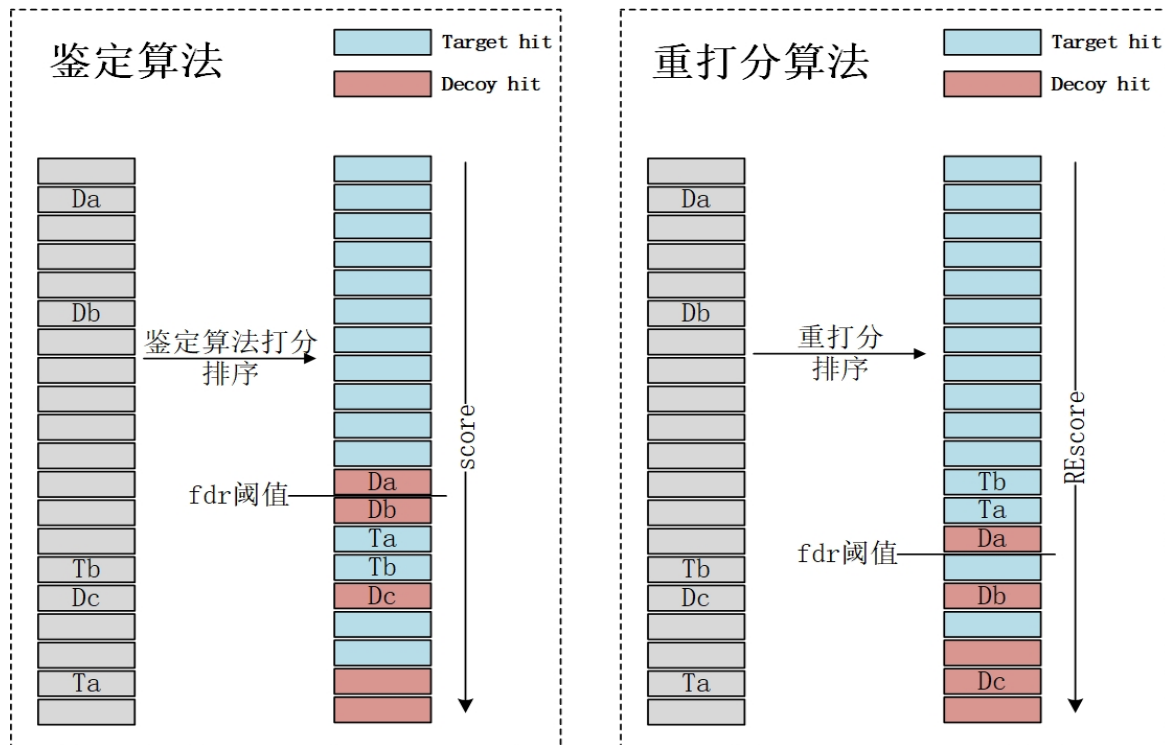 鉴定算法
Target hit
Decoy hit
Da
Db
Tb
Dc
Ta
鉴定算法打分
排序
fdr阈值
Da
Db
Ta
Tb
Dc
score
重打分算法
Target hit
Decoy hit
Da
Db
Tb
Dc
Ta
重打分
排序
fdr阈值
Tb
Ta
Da
Db
Dc
REscore